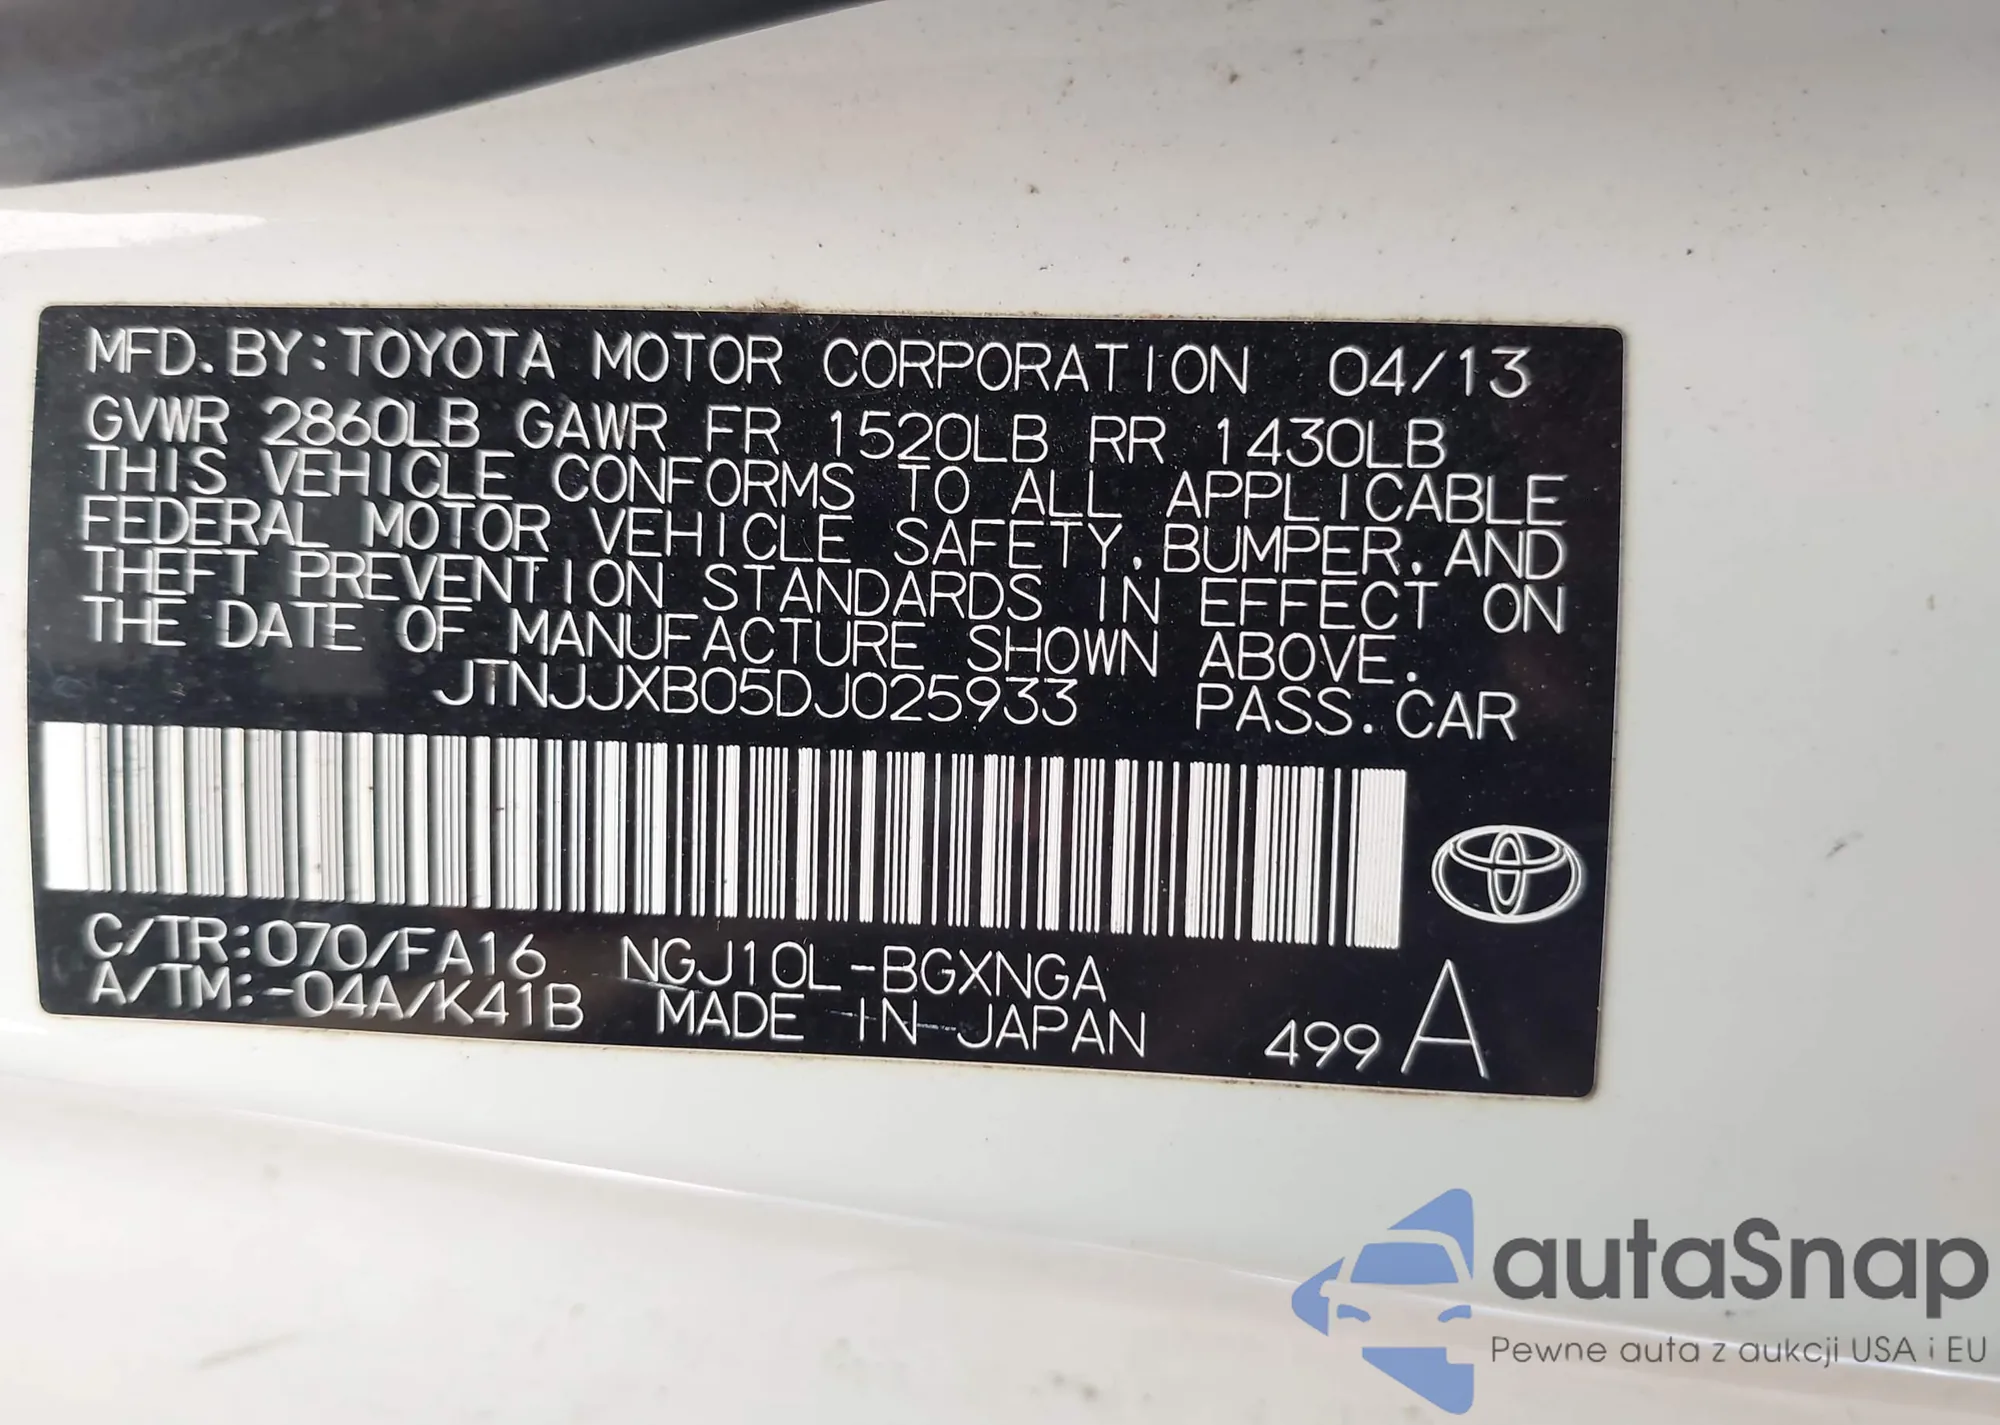 MFD. BY: TOYOTA MOTOR CORPORATION 04/13
GVWR 2860LB GAWR FR 1520LB RR 1430LB
THIS VEHICLE CONFORMS TO ALL APPLICABLE
FEDERAL MOTOR VEHICLE SAFETY, BUMPER, AND
THEFT PREVENTION STANDARDS IN EFFECT ON
THE DATE OF MANUFACTURE SHOWN ABOVE.
JTNJJXB05DJ025933 PASS. CAR
C/TR: 070/FA16 NGJ10L-BGXNGA
A/TM: -04A/K41B MADE IN JAPAN 499 A
autaSnap
Pewne auta z aukcji USA i EU